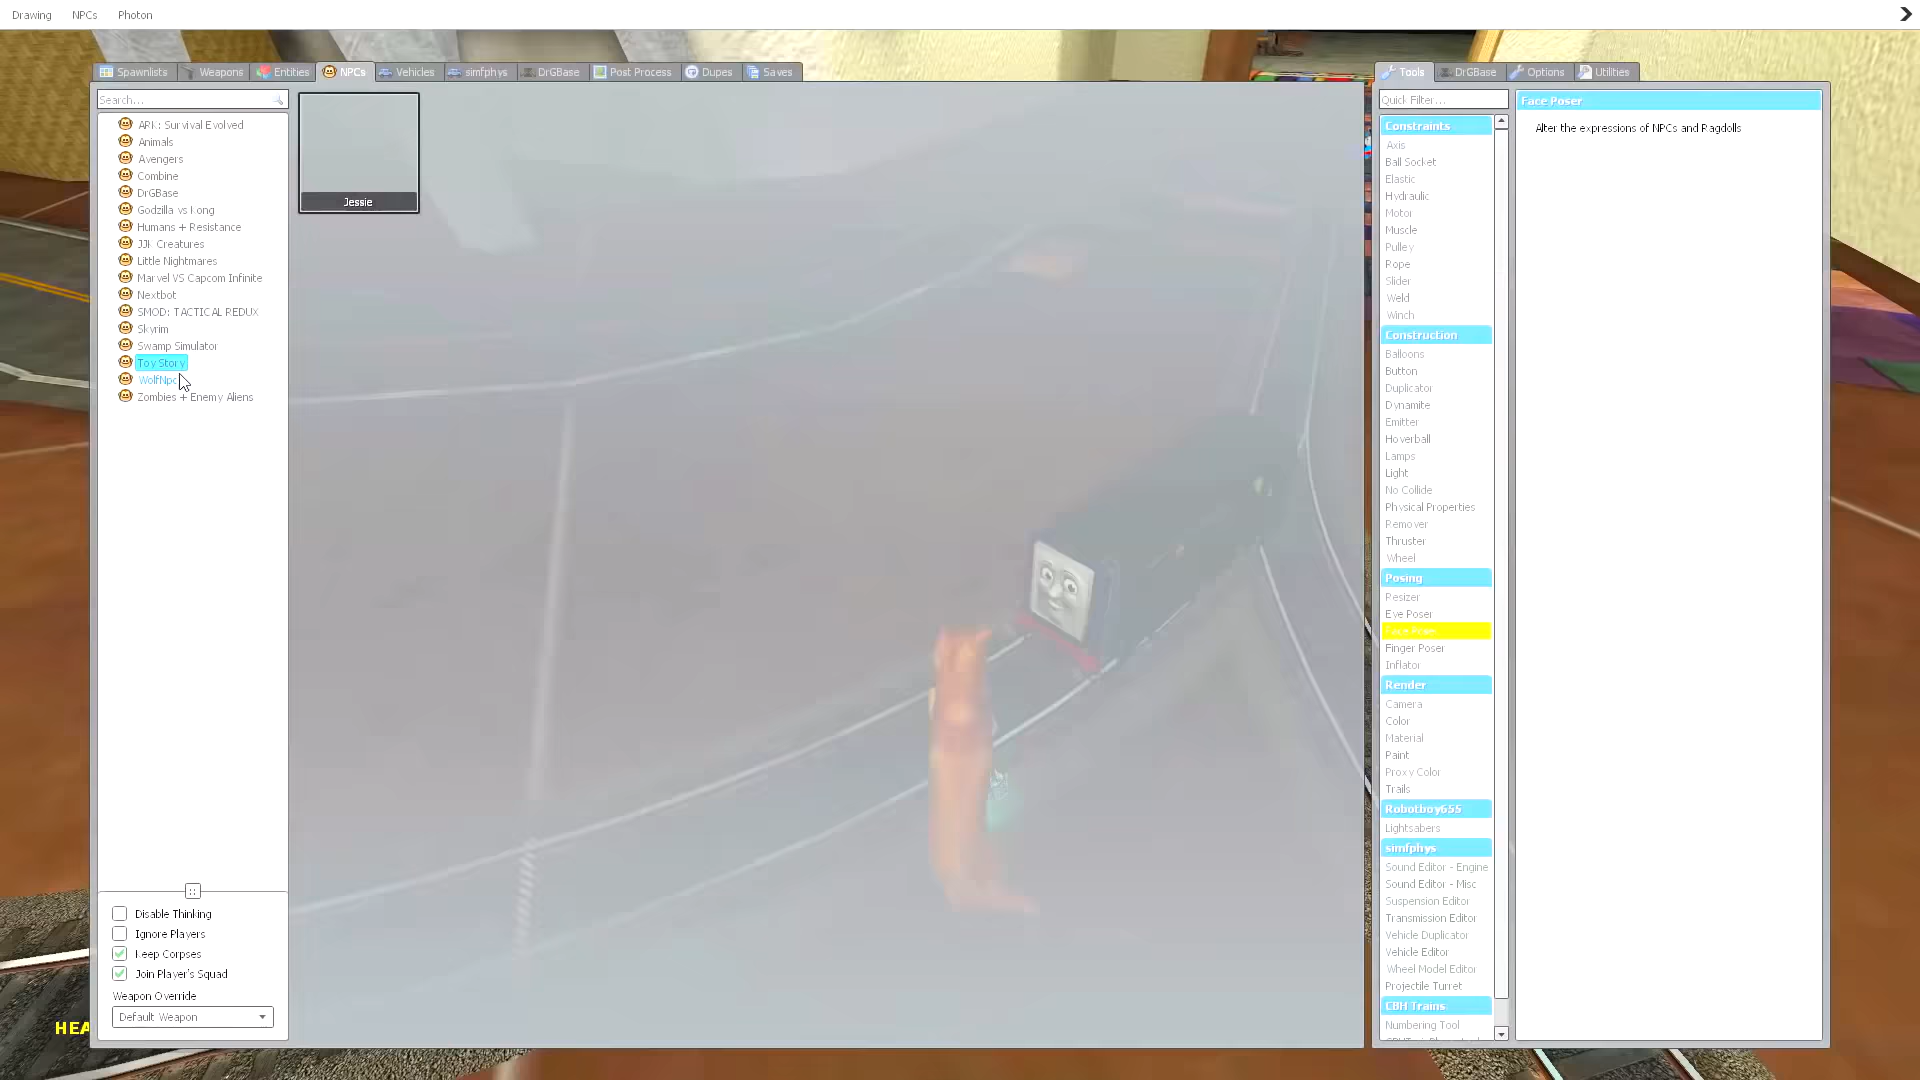 Drawing NPCs Photon
Spawnlists Weapons Entities NPCs Vehicles simfphys DrGBase Post Process Dupes Saves
Search...
ARK: Survival Evolved
Animals
Avengers
Combine
DrGBase
Godzilla vs Kong
Humans + Resistance
JJK Creatures
Little Nightmares
Marvel VS Capcom Infinite
Nextbot
SMOD: TACTICAL REDUX
Skyrim
Swamp Simulator
Toy Story
WolfNpc
Zombies + Enemy Aliens
Disable Thinking
Ignore Players
Keep Corpses
Join Player's Squad
Weapon Override
Default Weapon
HEA
Jessie
Tools DrGBase Options Utilities
Quick Filter...
Constraints
Axis
Ball Socket
Elastic
Hydraulic
Motor
Muscle
Pulley
Rope
Slider
Weld
Winch
Construction
Balloons
Button
Duplicator
Dynamite
Emitter
Hoverball
Lamps
Light
No Collide
Physical Properties
Remover
Thruster
Wheel
Posing
Resizer
Eye Poser
Face Poser
Finger Poser
Inflator
Render
Camera
Color
Material
Paint
Proxy Color
Trails
Robotboy655
Lightsabers
simfphys
Sound Editor - Engine
Sound Editor - Misc
Suspension Editor
Transmission Editor
Vehicle Duplicator
Vehicle Editor
Wheel Model Editor
Projectile Turret
CBH Trains
Numbering Tool
Face Poser
Alter the expressions of NPCs and Ragdolls.